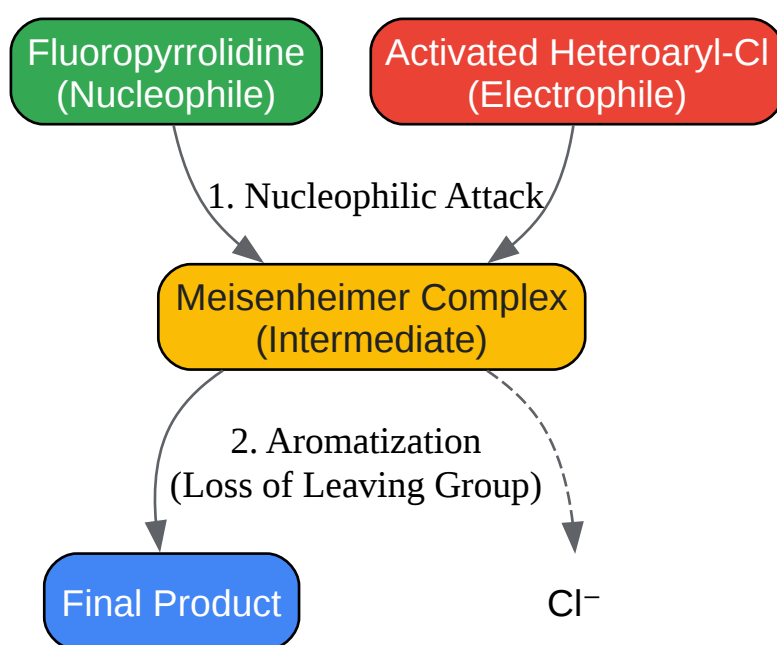 Fluoropyrrolidine
(Nucleophile)
Activated Heteroaryl-Cl
(Electrophile)
1. Nucleophilic Attack
Meisenheimer Complex
(Intermediate)
2. Aromatization
(Loss of Leaving Group)
Final Product
Cl⁻